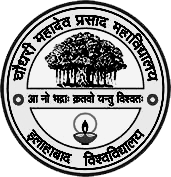 चौधरी महादेव प्रसाद महाविद्यालय
आ नो भद्राः क्रतवो यन्तु विश्वतः
इलाहाबाद विश्वविद्यालय